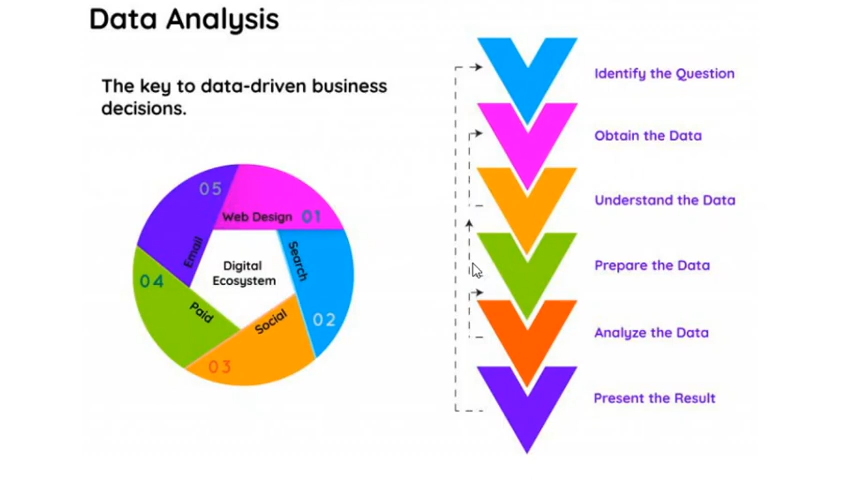 Data Analysis
The key to data-driven business
decisions.
05
Web Design 01
Email
Search
Digital
Ecosystem
04
Paid
Social
02
03
Identify the Question
Obtain the Data
Understand the Data
Prepare the Data
Analyze the Data
Present the Result